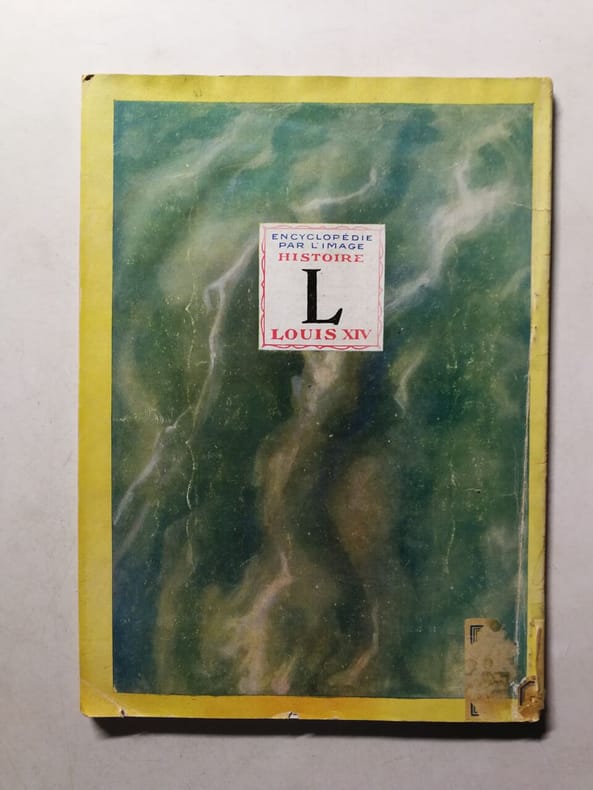 ENCYCLOPÉDIE
PAR L'IMAGE
HISTOIRE
L
LOUIS XIV